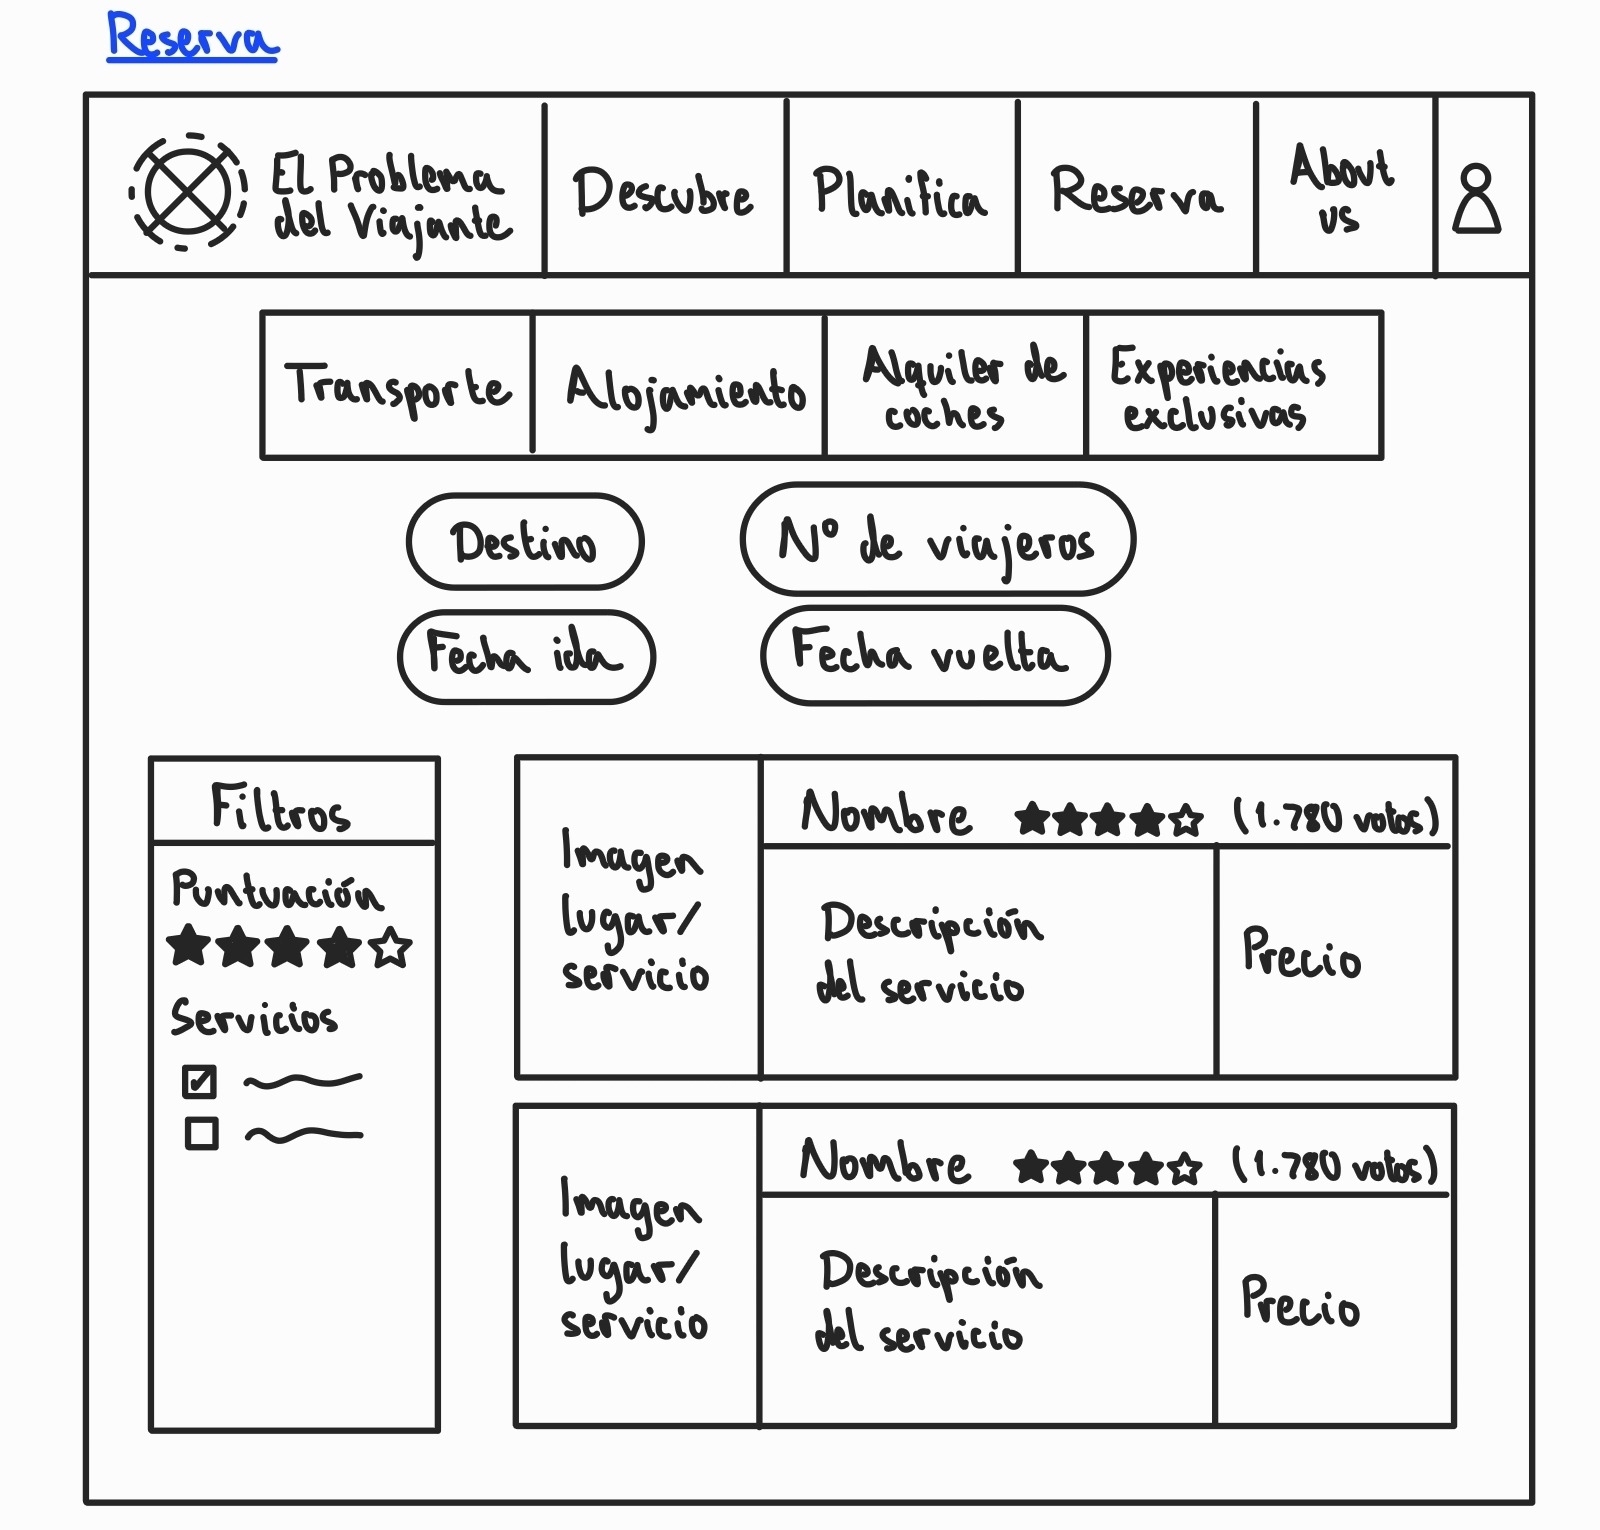 Reserva
El Problema
del Viajante
Descubre
Planifica
Reserva
About
us
Transporte
Alojamiento
Alquiler de
coches
Experiencias
exclusivas
Destino
Nº de viajeros
Fecha ida
Fecha vuelta
Filtros
Puntuación
Servicios
Imagen
lugar/
servicio
Nombre
(1.780 votos)
Descripción
del servicio
Precio
Imagen
lugar/
servicio
Nombre
(1.780 votos)
Descripción
del servicio
Precio